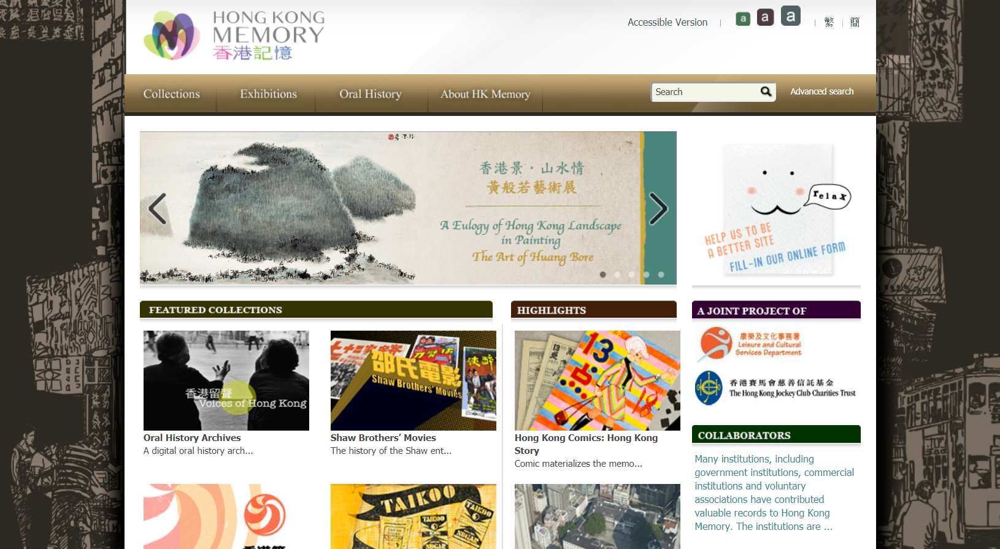 HONG KONG
MEMORY
香港記憶
Accessible Version
a
a
a
繁
簡
Collections
Exhibitions
Oral History
About HK Memory
Search
Advanced search
香港景 · 山水情
黃般若藝術展
A Eulogy of Hong Kong Landscape
in Painting
The Art of Huang Bore
relax
HELP US TO BE
A BETTER SITE
FILL-IN OUR ONLINE FORM
FEATURED COLLECTIONS
HIGHLIGHTS
A JOINT PROJECT OF
香港留聲
Voices of Hong Kong
邵氏電影
Shaw Brothers' Movies
13点
康樂及文化事務署
Leisure and Cultural
Services Department
香港賽馬會慈善信託基金
The Hong Kong Jockey Club Charities Trust
Oral History Archives
A digital oral history arch...
Shaw Brothers’ Movies
The history of the Shaw ent...
Hong Kong Comics: Hong Kong
Story
Comic materializes the memo...
COLLABORATORS
Many institutions, including
government institutions, commercial
institutions and voluntary
associations have contributed
valuable records to Hong Kong
Memory. The institutions are ...
TAIKOO
TAIKOO
SUGAR
TAIKOO